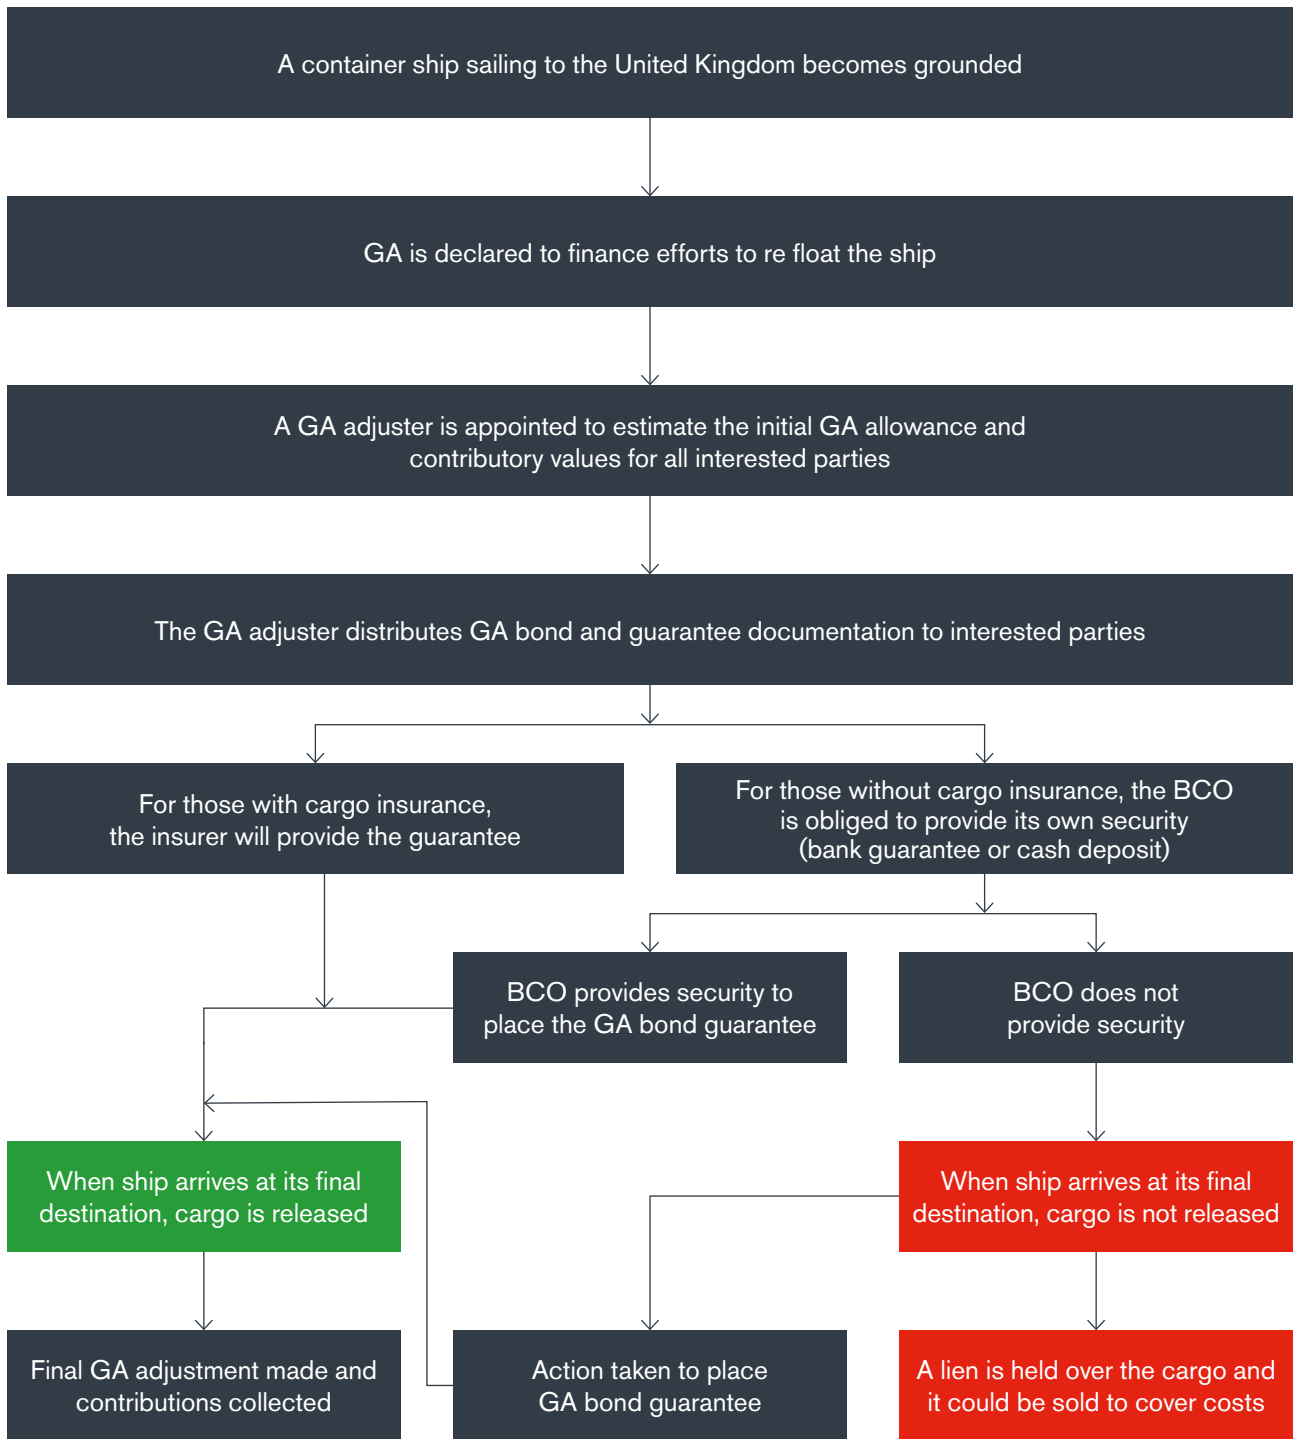 A container ship sailing to the United Kingdom becomes grounded
GA is declared to finance efforts to re float the ship
A GA adjuster is appointed to estimate the initial GA allowance and
contributory values for all interested parties
The GA adjuster distributes GA bond and guarantee documentation to interested parties
For those with cargo insurance,
the insurer will provide the guarantee
For those without cargo insurance, the BCO
is obliged to provide its own security
(bank guarantee or cash deposit)
BCO provides security to
place the GA bond guarantee
BCO does not
provide security
When ship arrives at its final
destination, cargo is released
When ship arrives at its final
destination, cargo is not released
Final GA adjustment made and
contributions collected
Action taken to place
GA bond guarantee
A lien is held over the cargo and
it could be sold to cover costs